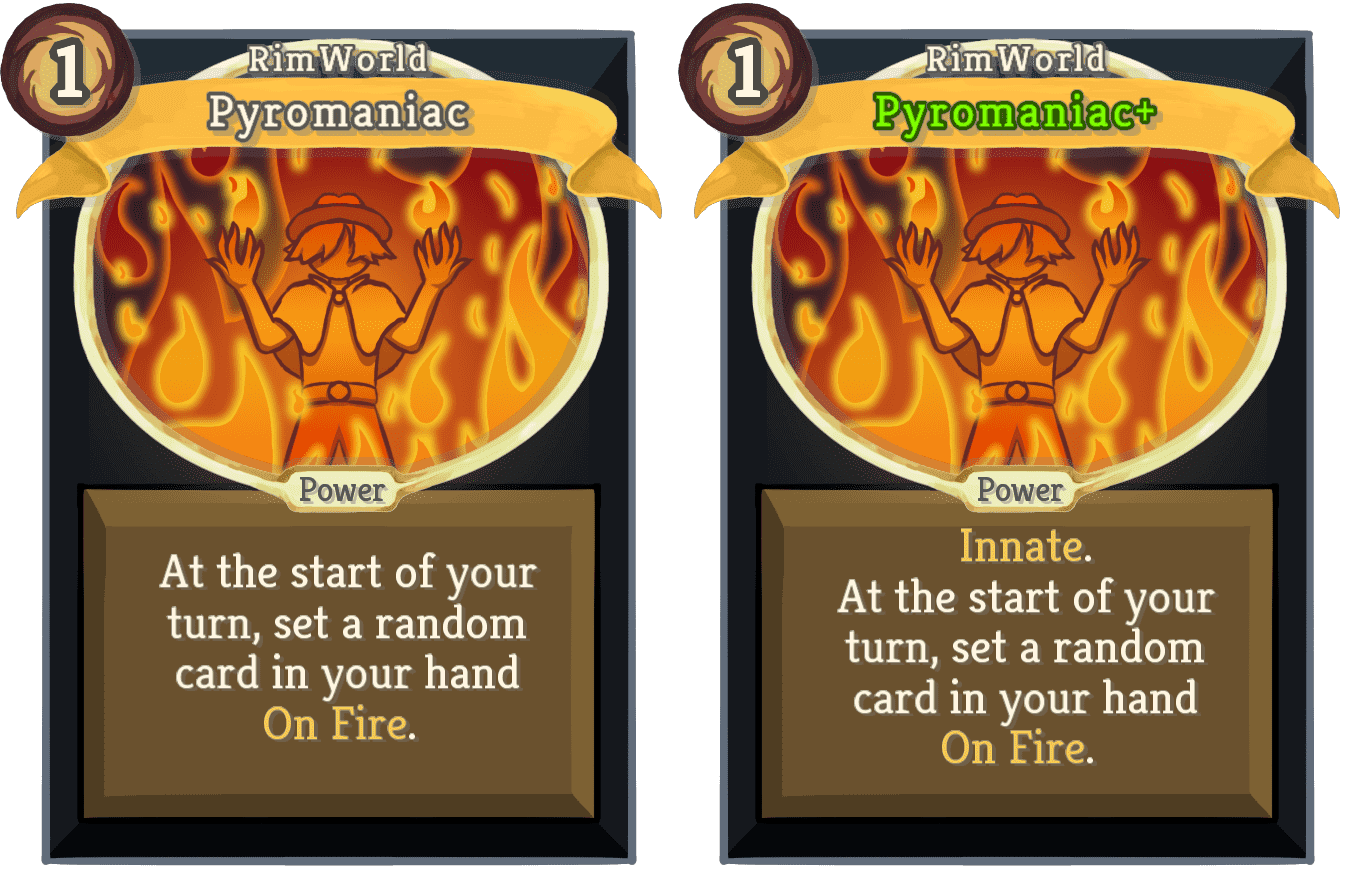 1
RimWorld
Pyromaniac
Power
At the start of your
turn, set a random
card in your hand
On Fire.
1
RimWorld
Pyromaniac+
Power
Innate.
At the start of your
turn, set a random
card in your hand
On Fire.